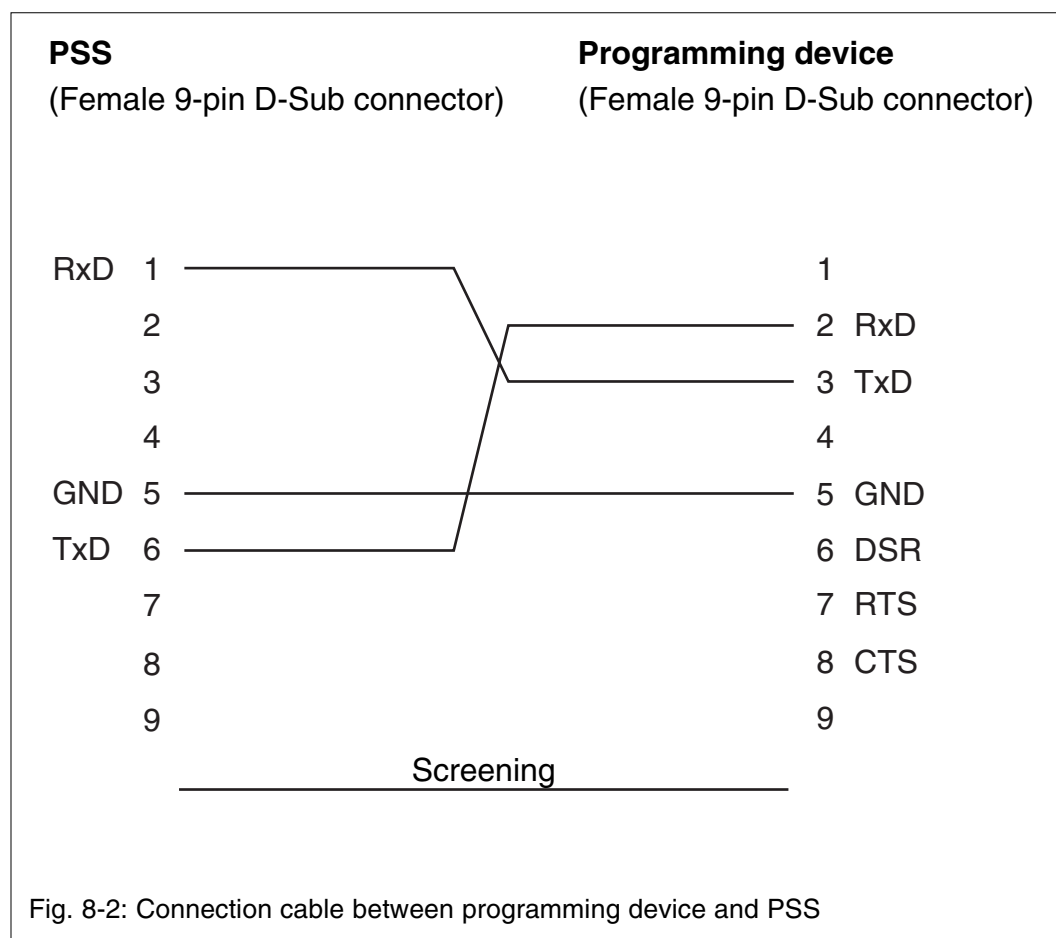 PSS Programming device
(Female 9-pin D-Sub connector) (Female 9-pin D-Sub connector)
RxD 1 1
2 2 RxD
3 3 TxD
4 4
GND 5 5 GND
TxD 6 6 DSR
7 7 RTS
8 8 CTS
9 9
Screening
Fig. 8-2: Connection cable between programming device and PSS